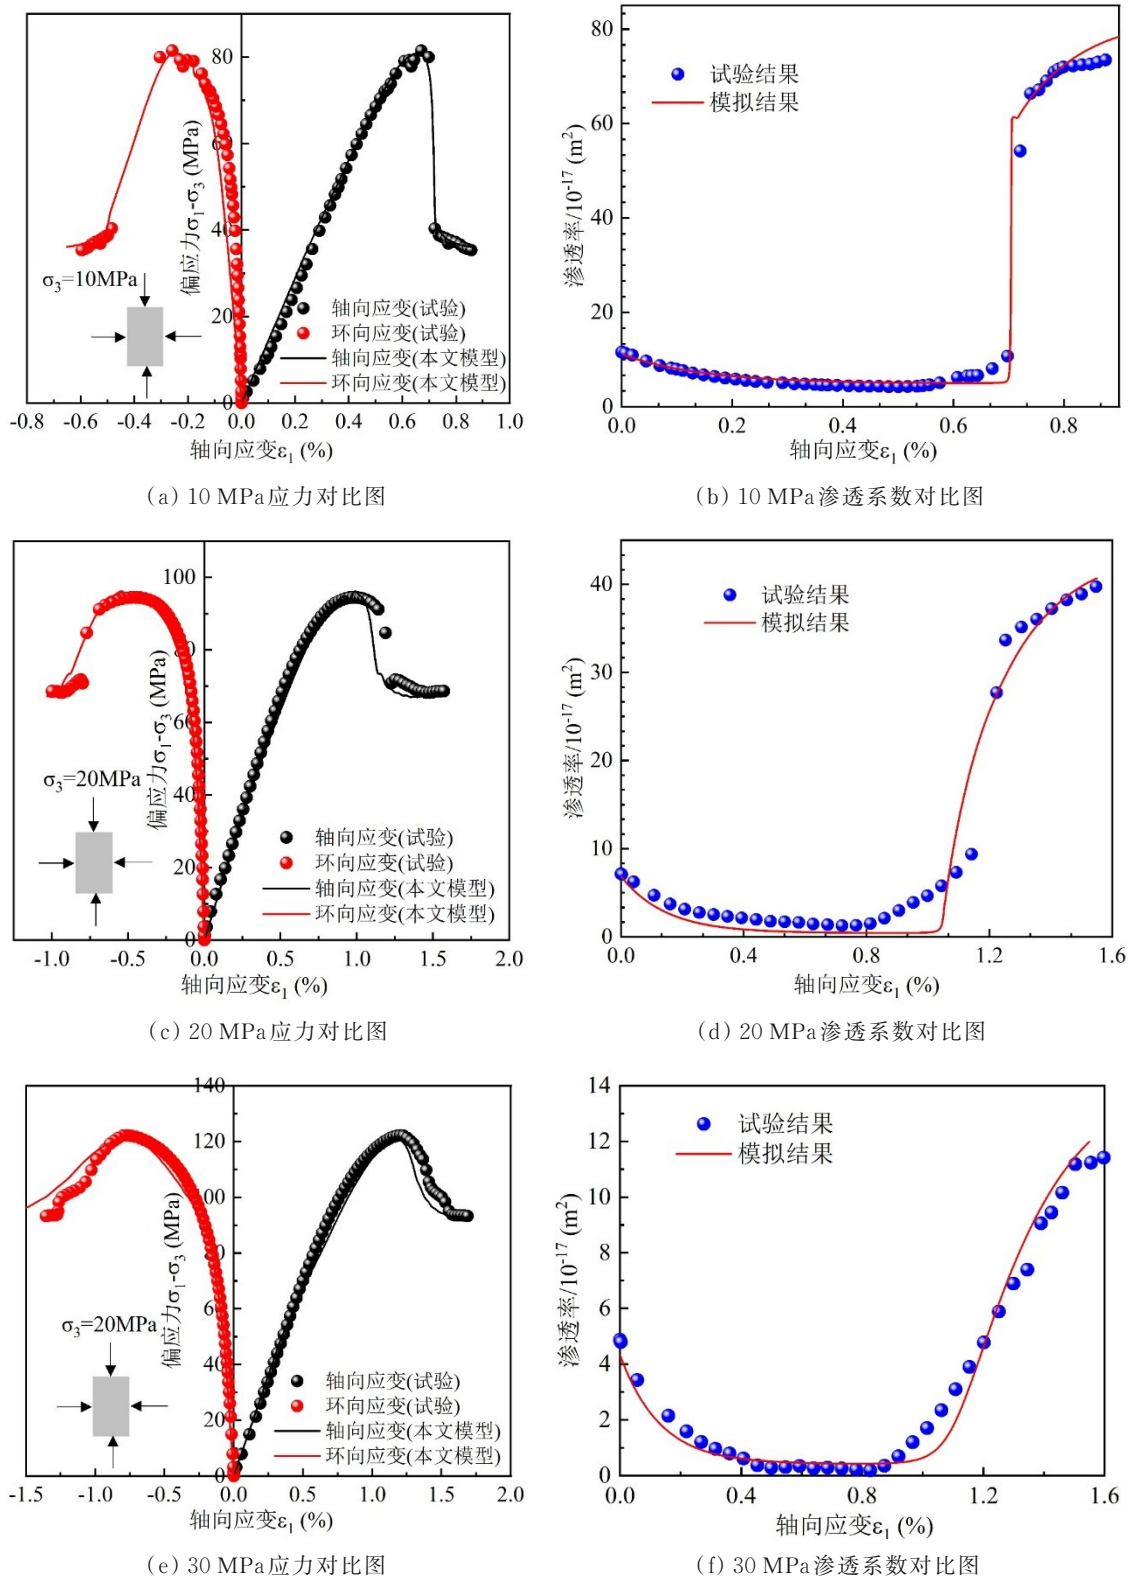 80
60
40
20
0
偏应力σ₁-σ₃ (MPa)
σ₃=10MPa
轴向应变(试验)
环向应变(试验)
轴向应变(本文模型)
环向应变(本文模型)
-0.8 -0.6 -0.4 -0.2 0.0 0.2 0.4 0.6 0.8 1.0
轴向应变ε₁ (%)
(a) 10 MPa应力对比图
80
60
40
20
0
渗透率/10⁻¹⁷ (m²)
试验结果
模拟结果
0.0 0.2 0.4 0.6 0.8
轴向应变ε₁ (%)
(b) 10 MPa渗透系数对比图
100
80
60
40
20
0
偏应力σ₁-σ₃ (MPa)
σ₃=20MPa
轴向应变(试验)
环向应变(试验)
轴向应变(本文模型)
环向应变(本文模型)
-1.0 -0.5 0.0 0.5 1.0 1.5 2.0
轴向应变ε₁ (%)
(c) 20 MPa应力对比图
40
30
20
10
0
渗透率/10⁻¹⁷ (m²)
试验结果
模拟结果
0.0 0.4 0.8 1.2 1.6
轴向应变ε₁ (%)
(d) 20 MPa渗透系数对比图
140
120
100
80
60
40
20
0
偏应力σ₁-σ₃ (MPa)
σ₃=20MPa
轴向应变(试验)
环向应变(试验)
轴向应变(本文模型)
环向应变(本文模型)
-1.5 -1.0 -0.5 0.0 0.5 1.0 1.5 2.0
轴向应变ε₁ (%)
(e) 30 MPa应力对比图
14
12
10
8
6
4
2
0
渗透率/10⁻¹⁷ (m²)
试验结果
模拟结果
0.0 0.4 0.8 1.2 1.6
轴向应变ε₁ (%)
(f) 30 MPa渗透系数对比图